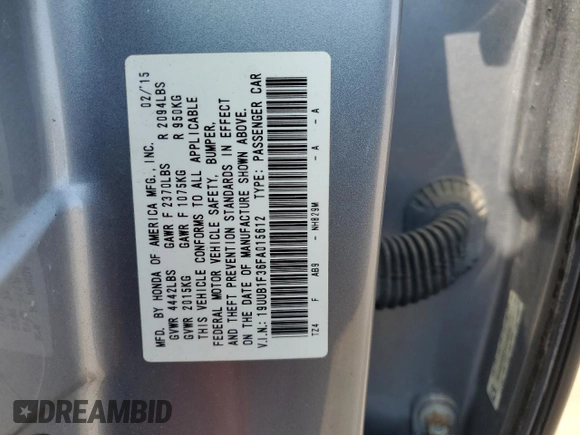 MFD. BY HONDA OF AMERICA MFG., INC. 02/'15
GVWR 4442LBS GAWR F 2370LBS R 2094LBS
GVWR 2015KG GAWR F 1075KG R 950KG
THIS VEHICLE CONFORMS TO ALL APPLICABLE
FEDERAL MOTOR VEHICLE SAFETY, BUMPER,
AND THEFT PREVENTION STANDARDS IN EFFECT
ON THE DATE OF MANUFACTURE SHOWN ABOVE.
V.I.N.: 19UUB1F36FA015612 TYPE: PASSENGER CAR
TZ4 F AB9 - NH829M - A - A
DREAMBID